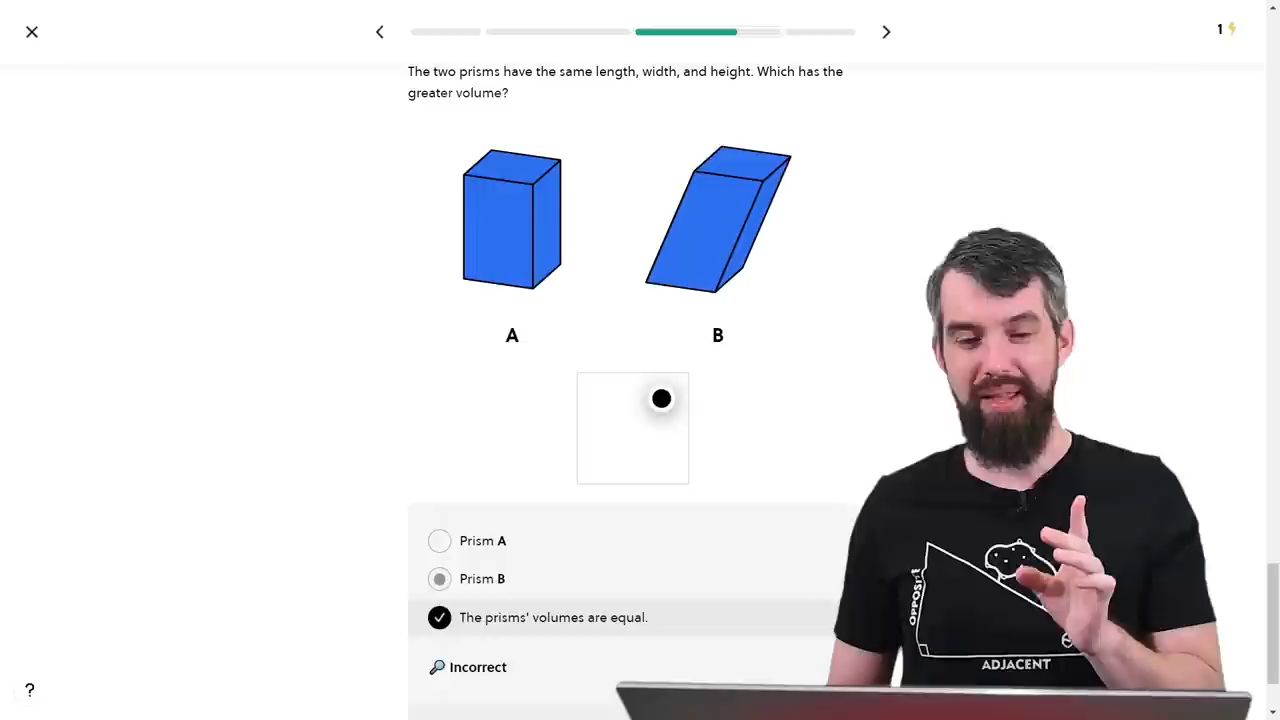 1
The two prisms have the same length, width, and height. Which has the
greater volume?
A
B
Prism A
Prism B
The prisms' volumes are equal.
Incorrect
?
OPPOSITE
ADJACENT